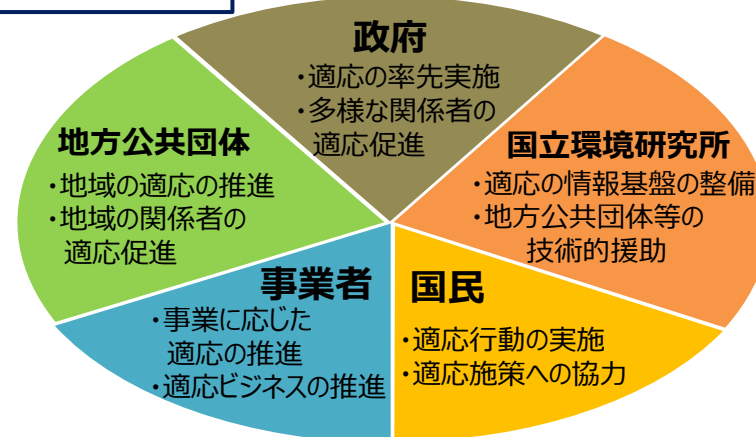 政府
・適応の率先実施
・多様な関係者の
適応促進
地方公共団体
・地域の適応の推進
・地域の関係者の
適応促進
国立環境研究所
・適応の情報基盤の整備
・地方公共団体等の
技術的援助
事業者
・事業に応じた
適応の推進
・適応ビジネスの推進
国民
・適応行動の実施
・適応施策への協力